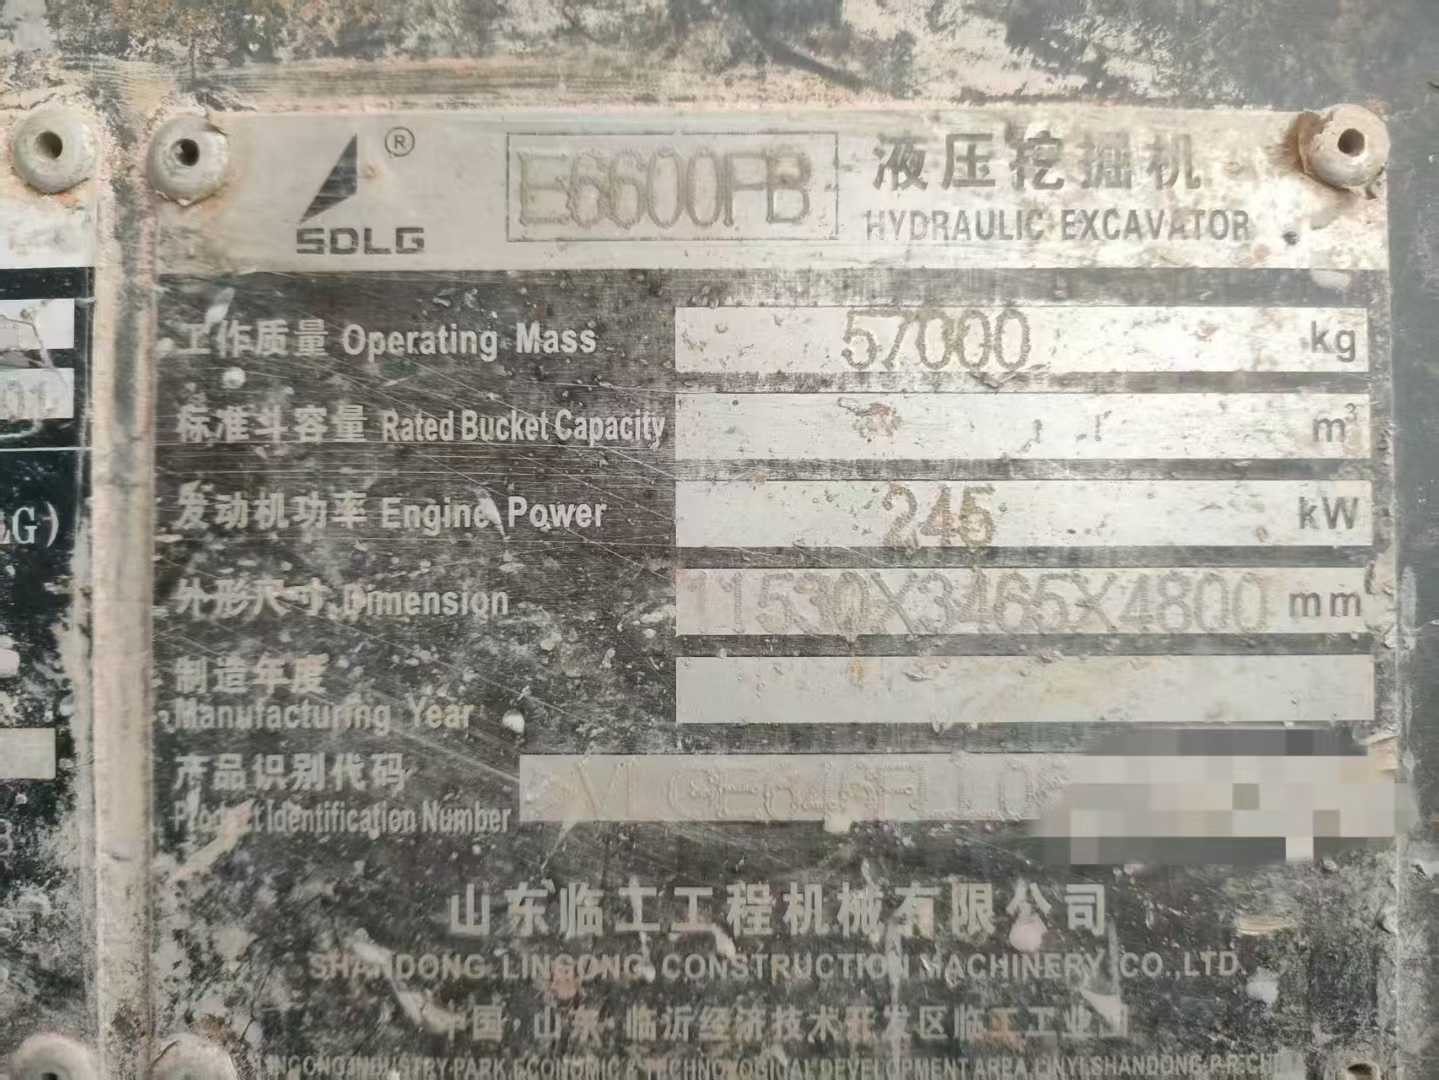 SDLG ® E6600FB 液压挖掘机
HYDRAULIC EXCAVATOR
工作质量 Operating Mass 57000 kg
标准斗容量 Rated Bucket Capacity m³
发动机功率 Engine Power 245 kW
外形尺寸 Dimension 11530X3465X4800 mm
制造年度
Manufacturing Year
产品识别代码
Product Identification Number
山东临工工程机械有限公司
SHANDONG LINGONG CONSTRUCTION MACHINERY CO.,LTD.
中国·山东·临沂经济技术开发区临工工业园
LINGONG INDUSTRY PARK, ECONOMIC & TECHNOLOGICAL DEVELOPMENT AREA, LINYI, SHANDONG, P.R.
01
LG)